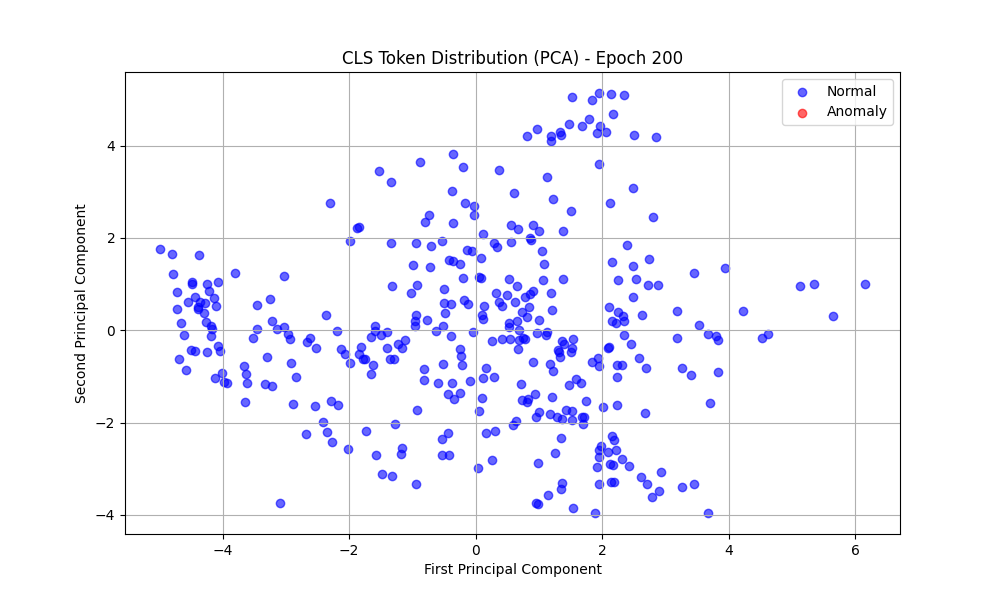 CLS Token Distribution (PCA) - Epoch 200
Normal
Anomaly
Second Principal Component
4
2
0
−2
−4
−4 −2 0 2 4 6
First Principal Component